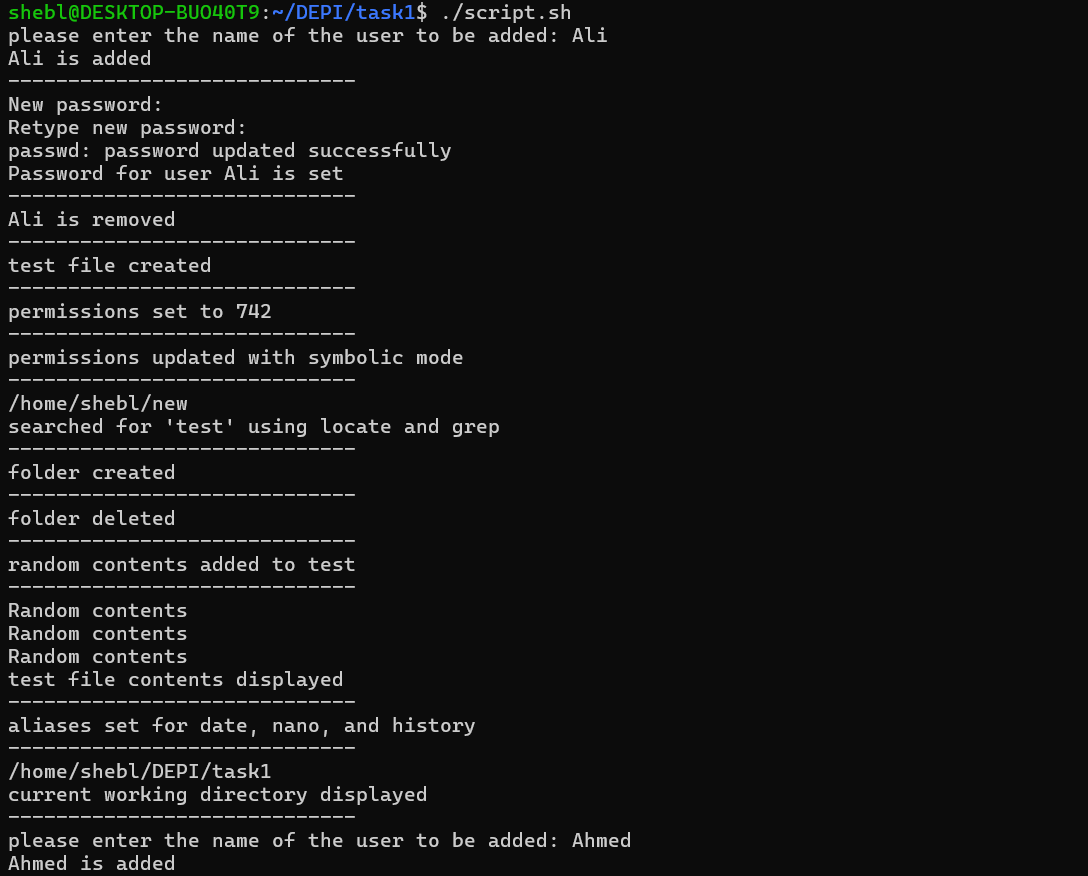 shebl@DESKTOP-BUO40T9:~/DEPI/task1$ ./script.sh
please enter the name of the user to be added: Ali
Ali is added
-----------------------------
New password:
Retype new password:
passwd: password updated successfully
Password for user Ali is set
-----------------------------
Ali is removed
-----------------------------
test file created
-----------------------------
permissions set to 742
-----------------------------
permissions updated with symbolic mode
-----------------------------
/home/shebl/new
searched for 'test' using locate and grep
-----------------------------
folder created
-----------------------------
folder deleted
-----------------------------
random contents added to test
-----------------------------
Random contents
Random contents
Random contents
test file contents displayed
-----------------------------
aliases set for date, nano, and history
-----------------------------
/home/shebl/DEPI/task1
current working directory displayed
-----------------------------
please enter the name of the user to be added: Ahmed
Ahmed is added